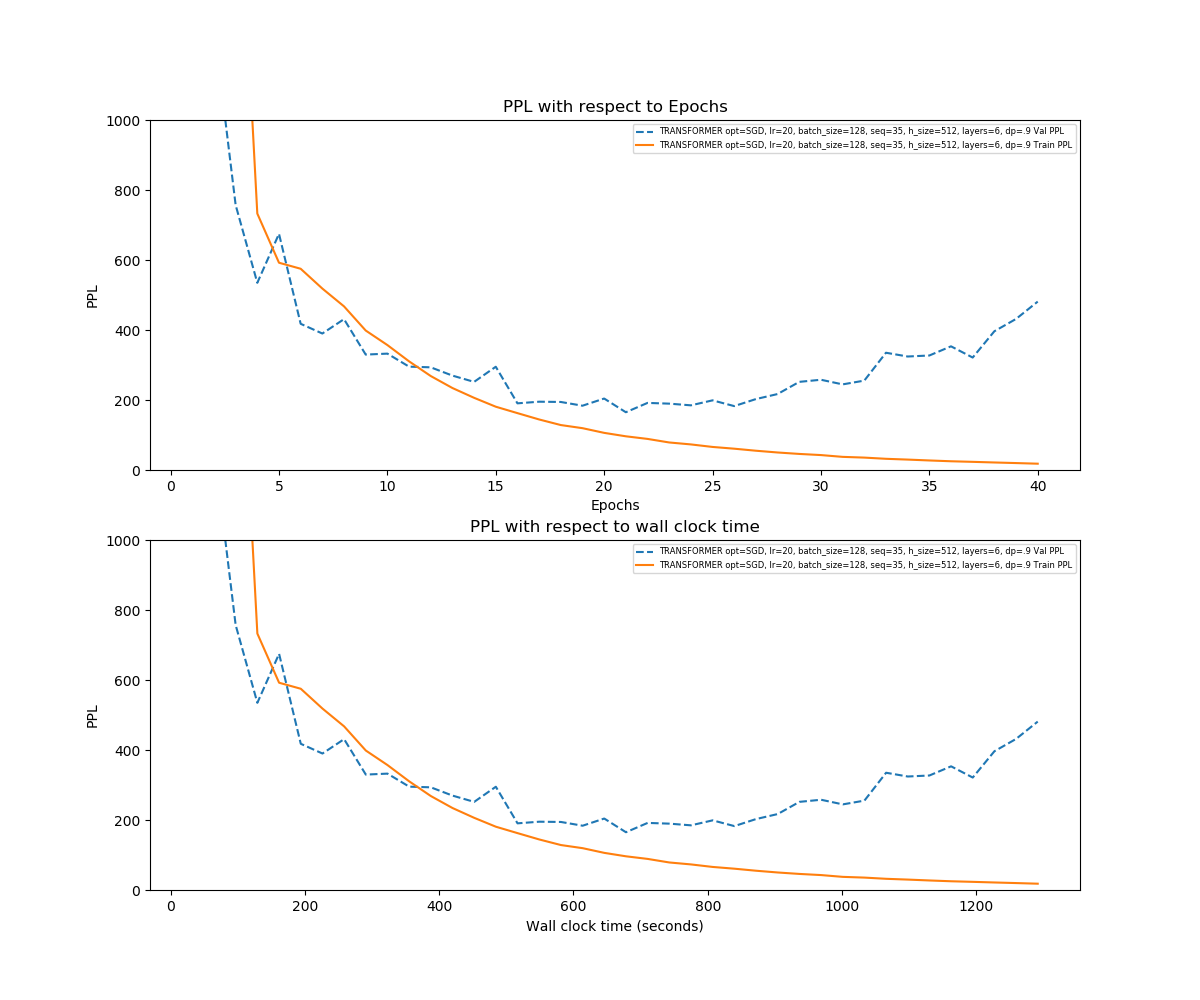 PPL with respect to Epochs
1000
800
600
400
200
0
PPL
TRANSFORMER opt=SGD, lr=20, batch_size=128, seq=35, h_size=512, layers=6, dp=.9 Val PPL
TRANSFORMER opt=SGD, lr=20, batch_size=128, seq=35, h_size=512, layers=6, dp=.9 Train PPL
0 5 10 15 20 25 30 35 40
Epochs
PPL with respect to wall clock time
1000
800
600
400
200
0
PPL
TRANSFORMER opt=SGD, lr=20, batch_size=128, seq=35, h_size=512, layers=6, dp=.9 Val PPL
TRANSFORMER opt=SGD, lr=20, batch_size=128, seq=35, h_size=512, layers=6, dp=.9 Train PPL
0 200 400 600 800 1000 1200
Wall clock time (seconds)